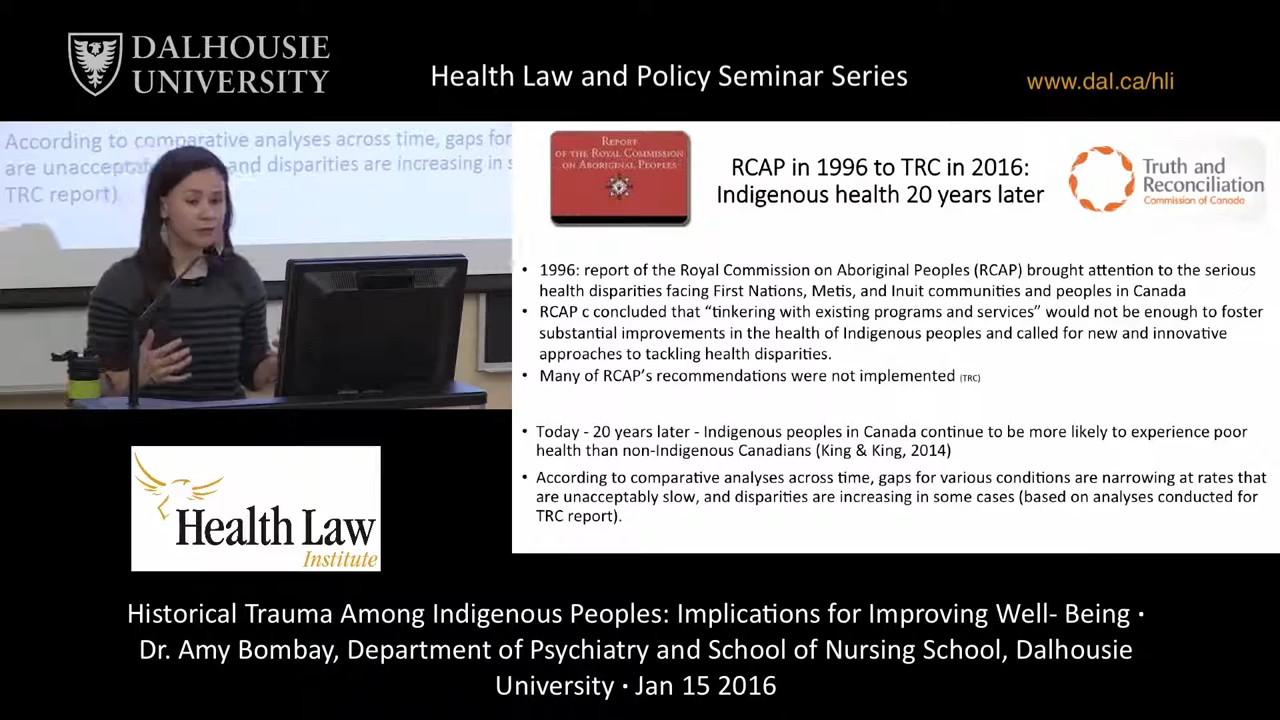 DALHOUSIE
UNIVERSITY
Health Law and Policy Seminar Series
www.dal.ca/hli
According to comparative analyses across time, gaps for
are unaccepta and disparities are increasing in s
TRC report).
REPORT
OF THE ROYAL COMMISSION
ON ABORIGINAL PEOPLES
RCAP in 1996 to TRC in 2016:
Indigenous health 20 years later
Truth and
Reconciliation
Commission of Canada
• 1996: report of the Royal Commission on Aboriginal Peoples (RCAP) brought attention to the serious
health disparities facing First Nations, Metis, and Inuit communities and peoples in Canada
• RCAP c concluded that “tinkering with existing programs and services” would not be enough to foster
substantial improvements in the health of Indigenous peoples and called for new and innovative
approaches to tackling health disparities.
• Many of RCAP’s recommendations were not implemented (TRC)
• Today - 20 years later - Indigenous peoples in Canada continue to be more likely to experience poor
health than non-Indigenous Canadians (King & King, 2014)
• According to comparative analyses across time, gaps for various conditions are narrowing at rates that
are unacceptably slow, and disparities are increasing in some cases (based on analyses conducted for
TRC report).
Health Law
Institute
Historical Trauma Among Indigenous Peoples: Implications for Improving Well- Being ·
Dr. Amy Bombay, Department of Psychiatry and School of Nursing School, Dalhousie
University · Jan 15 2016